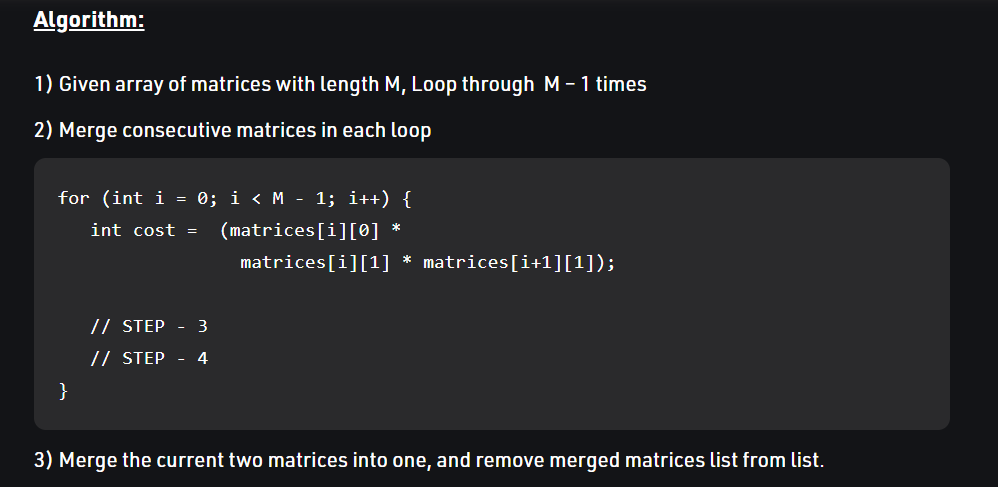 Algorithm:
1) Given array of matrices with length M, Loop through  M – 1 times
2) Merge consecutive matrices in each loop
for (int i = 0; i < M - 1; i++) {
   int cost =  (matrices[i][0] *
                 matrices[i][1] * matrices[i+1][1]);
   // STEP - 3
   // STEP - 4
}
3) Merge the current two matrices into one, and remove merged matrices list from list.